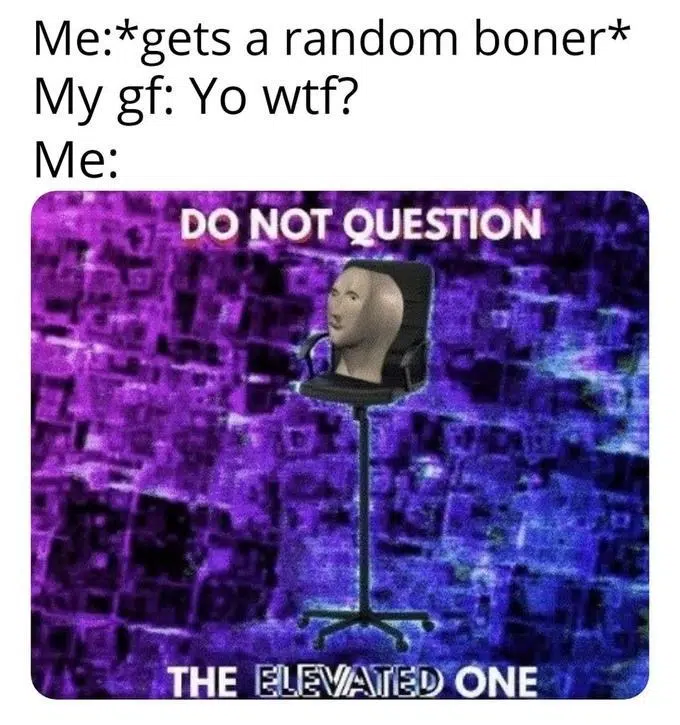 Me:*gets a random boner*
My gf: Yo wtf?
Me:
DO NOT QUESTION
THE ELEVATED ONE